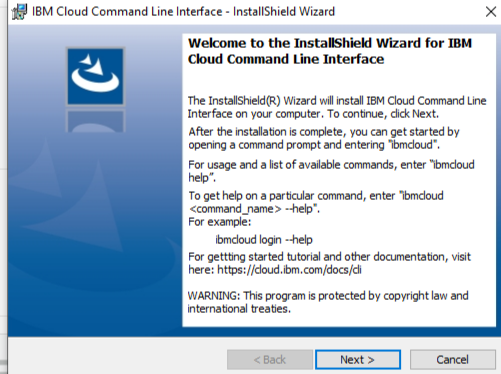 IBM Cloud Command Line Interface - InstallShield Wizard
Welcome to the InstallShield Wizard for IBM
Cloud Command Line Interface
The InstallShield(R) Wizard will install IBM Cloud Command Line
Interface on your computer. To continue, click Next.
After the installation is complete, you can get started by
opening a command prompt and entering "ibmcloud".
For usage and a list of available commands, enter "ibmcloud
help”.
To get help on a particular command, enter "ibmcloud
<command_name> --help".
For example:
ibmcloud login --help
For gettting started tutorial and other documentation, visit
here: https://cloud.ibm.com/docs/cli
WARNING: This program is protected by copyright law and
international treaties.
< Back
Next >
Cancel